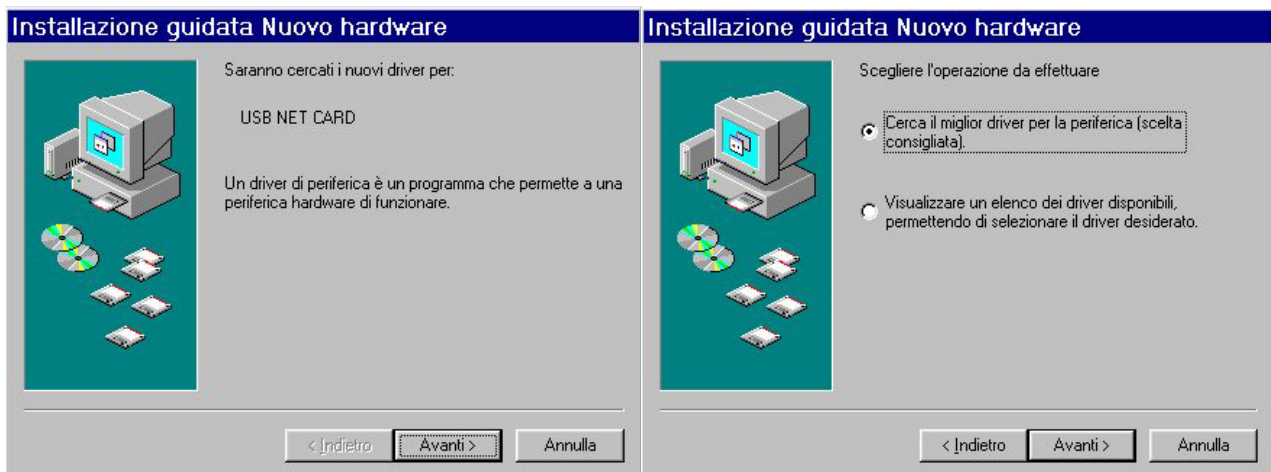 Installazione guidata Nuovo hardware
Saranno cercati i nuovi driver per:
USB NET CARD
Un driver di periferica è un programma che permette a una
periferica hardware di funzionare.
< Indietro
Avanti >
Annulla
Installazione guidata Nuovo hardware
Scegliere l'operazione da effettuare
Cerca il miglior driver per la periferica (scelta
consigliata).
Visualizzare un elenco dei driver disponibili,
permettendo di selezionare il driver desiderato.
< Indietro
Avanti >
Annulla